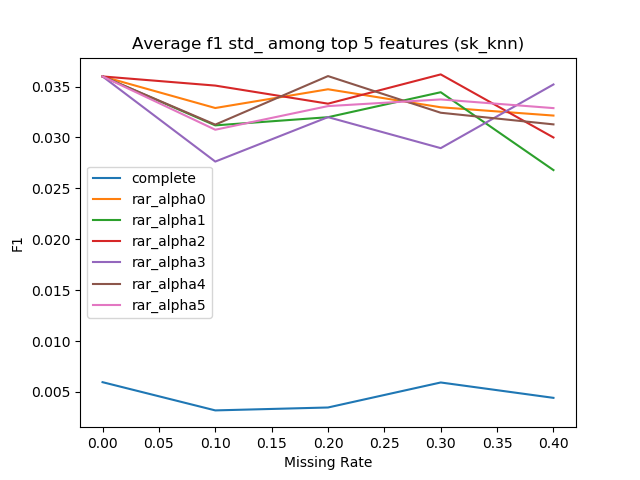 Average f1 std_ among top 5 features (sk_knn)
0.035
0.030
0.025
0.020
0.015
0.010
0.005
F1
complete
rar_alpha0
rar_alpha1
rar_alpha2
rar_alpha3
rar_alpha4
rar_alpha5
0.00 0.05 0.10 0.15 0.20 0.25 0.30 0.35 0.40
Missing Rate